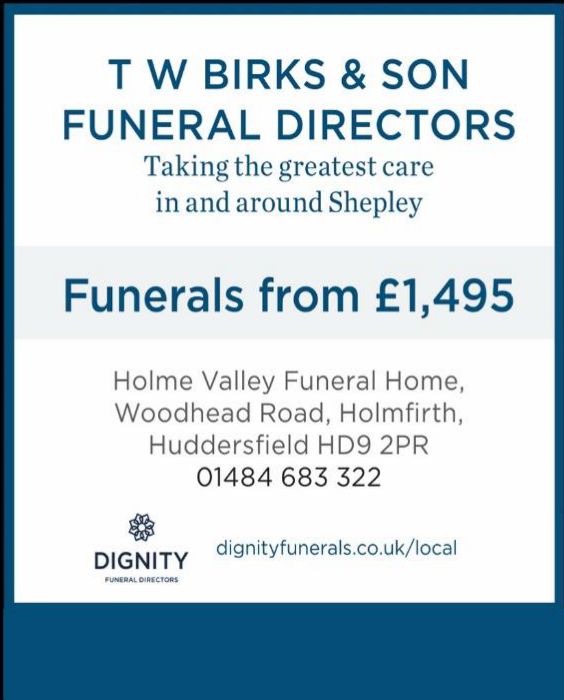 T W BIRKS & SON
FUNERAL DIRECTORS
Taking the greatest care
in and around Shepley
Funerals from £1,495
Holme Valley Funeral Home,
Woodhead Road, Holmfirth,
Huddersfield HD9 2PR
01484 683 322
DIGNITY
FUNERAL DIRECTORS
dignityfunerals.co.uk/local